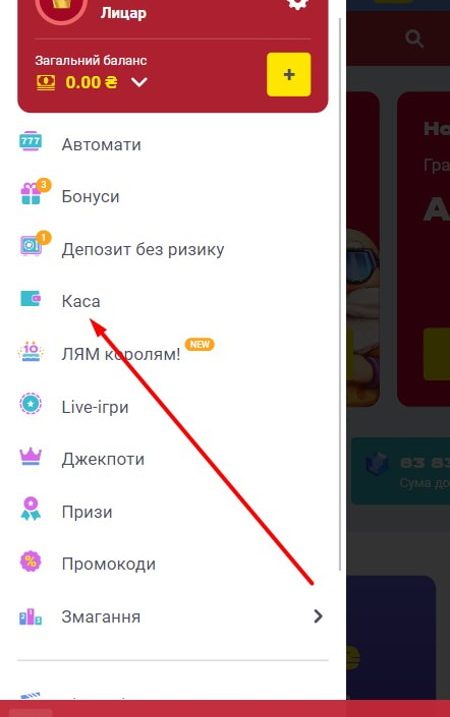 Лицар
Загальний баланс
0.00 ₴
+
777
Автомати
3
Бонуси
1
Депозит без ризику
Каса
10
ЛЯМ королям!
NEW
Live-ігри
Джекпоти
Призи
%
Промокоди
Змагання
На
Гра
А
83 83
Сума до